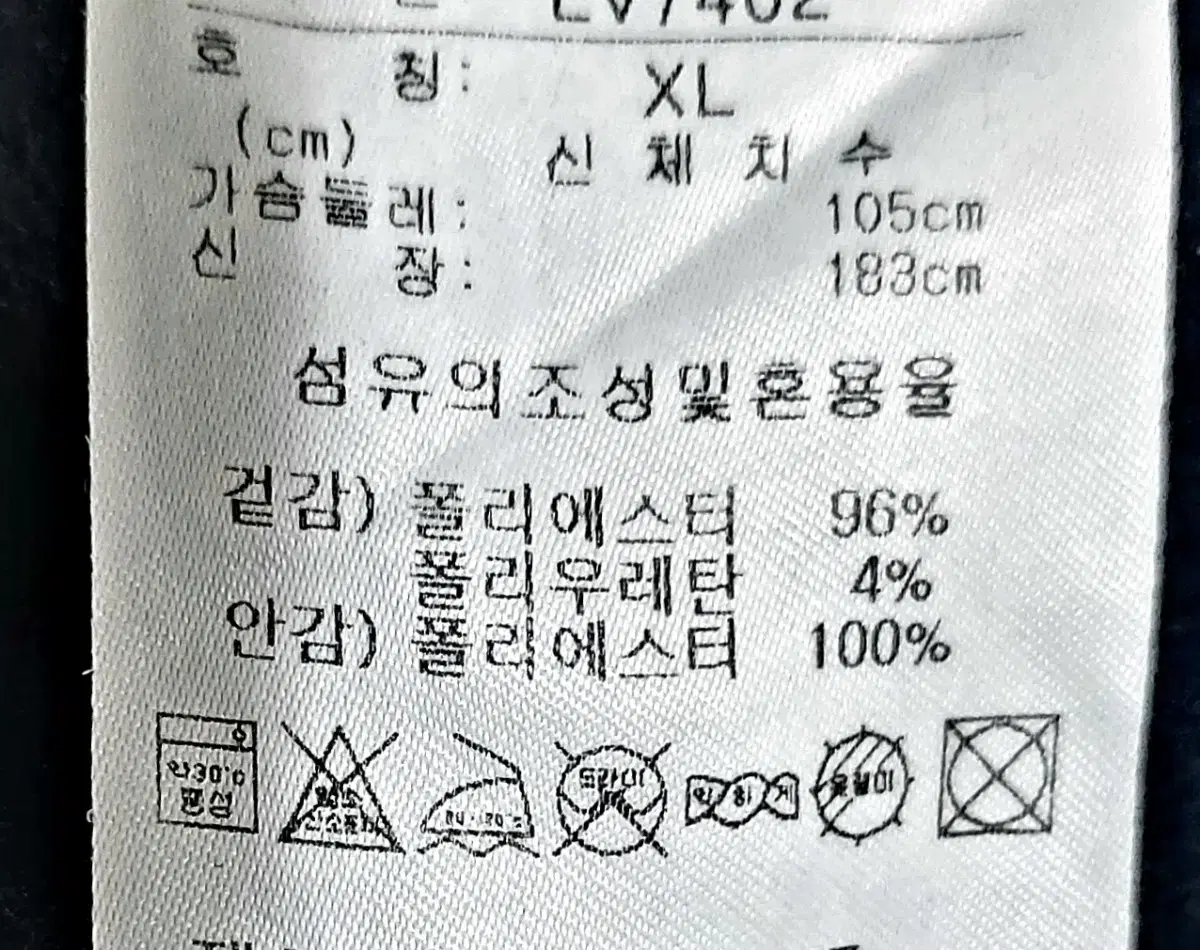 호 칭: XL
(cm) 신 체 치 수
가슴둘레: 105cm
신 장: 183cm
섬유의조성및혼용율
겉감) 폴리에스터 96%
폴리우레탄 4%
안감) 폴리에스터 100%
약30℃
중성
드라이
약하게
옷걸이